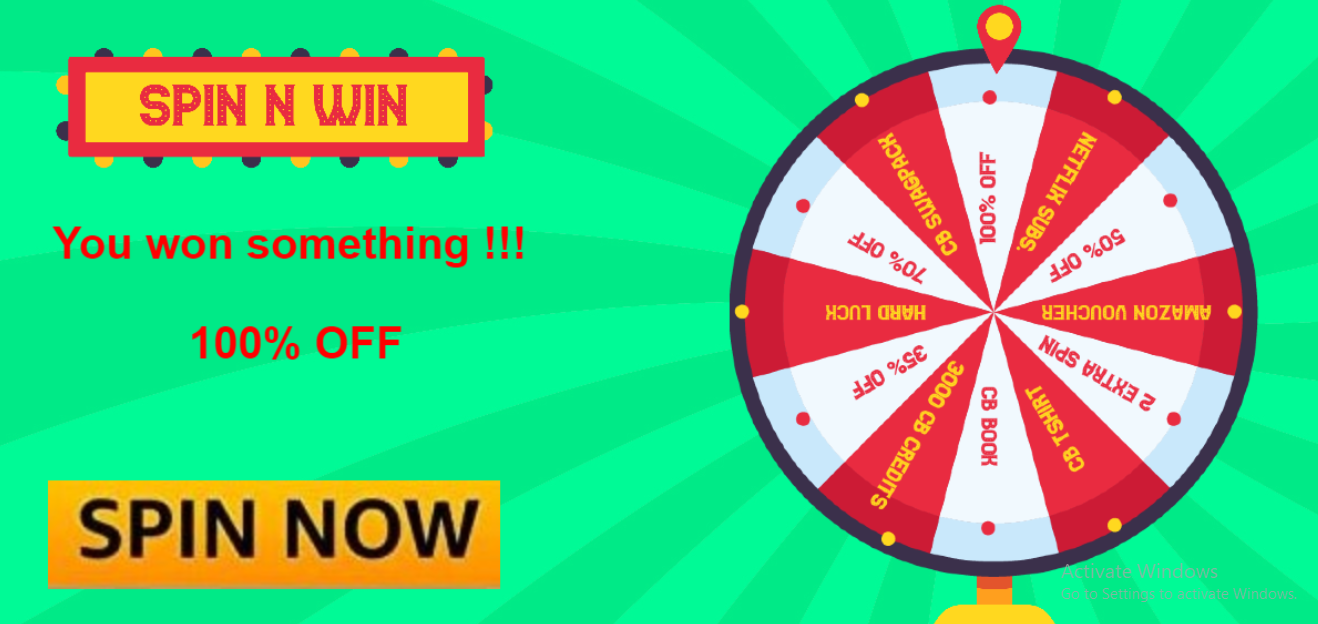 SPIN N WIN
You won something !!!
100% OFF
SPIN NOW
100% OFF
NETFLIX SUBS.
50% OFF
AMAZON VOUCHER
2 EXTRA SPIN
CB TSHIRT
CB BOOK
3000 CB CREDITS
35% OFF
HARD LUCK
70% OFF
CB SWAGPACK
Activate Windows
Go to Settings to activate Windows.